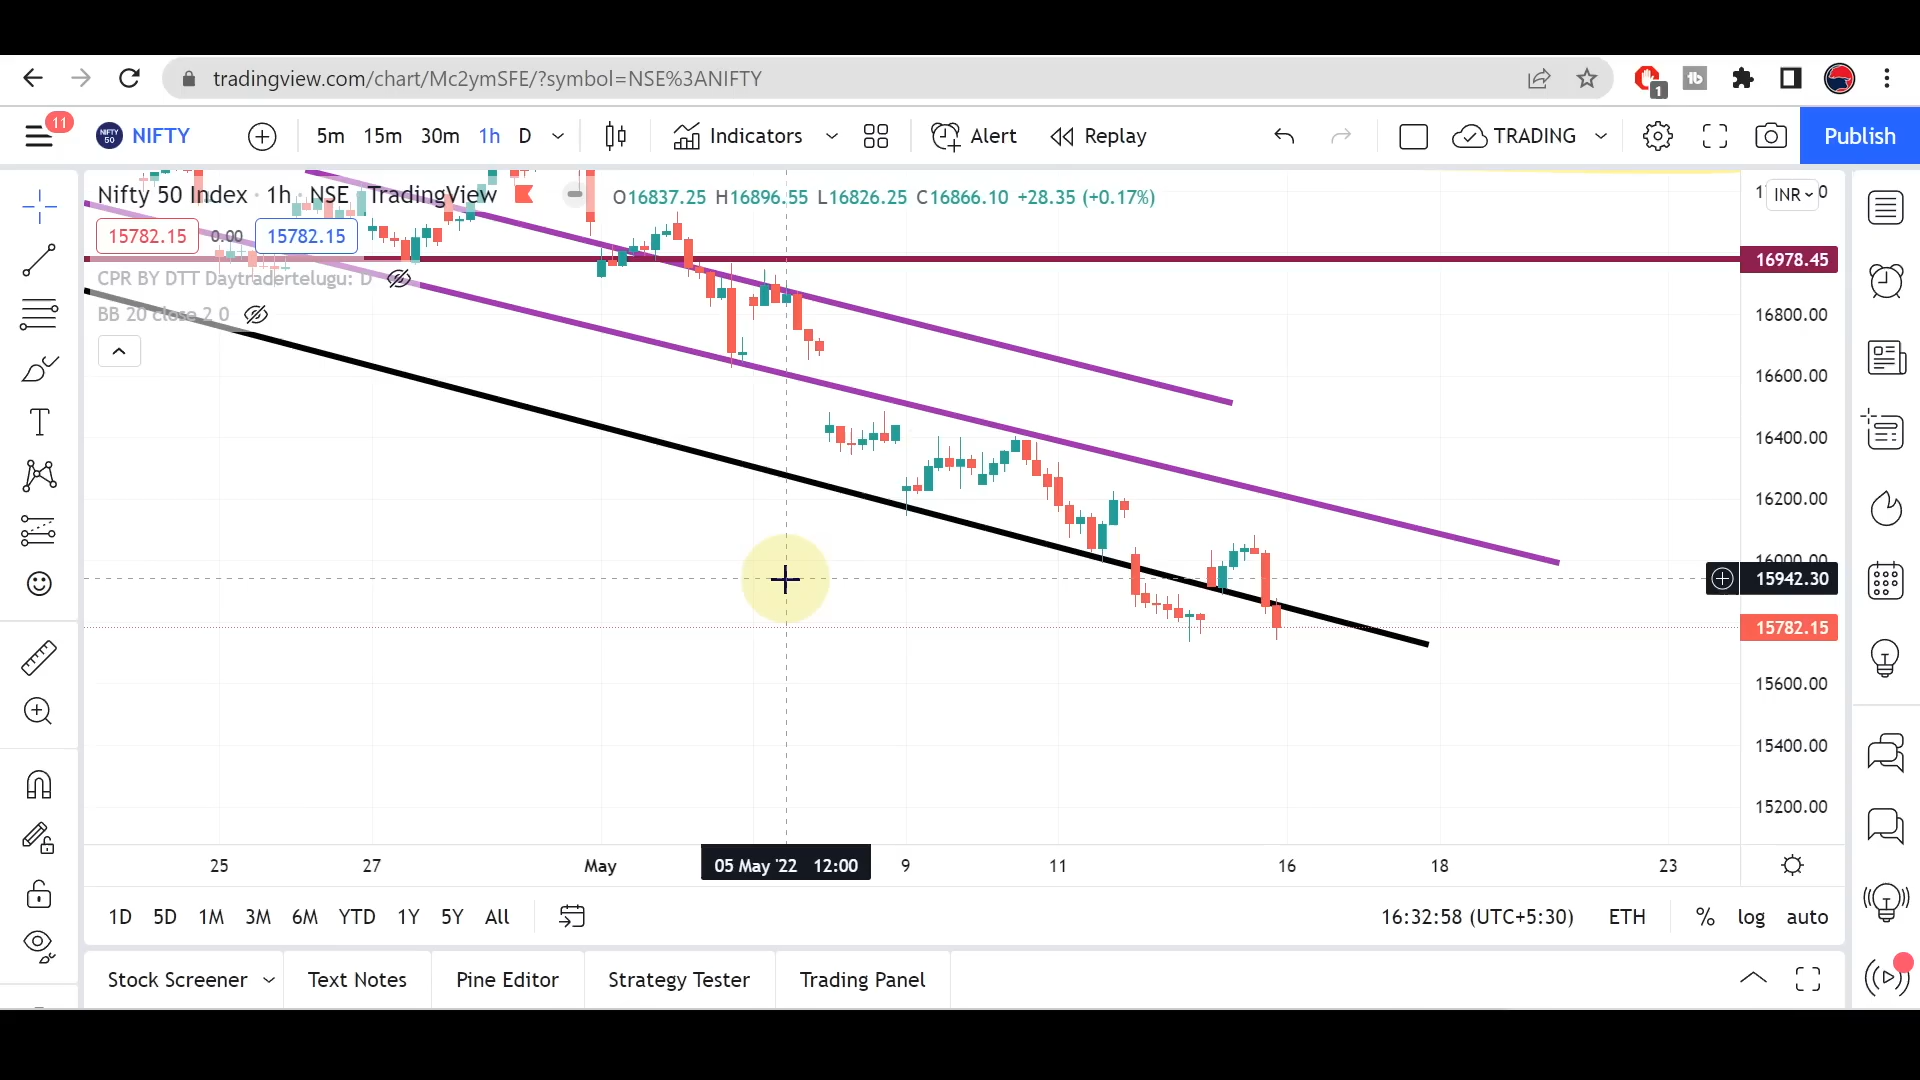 tradingview.com/chart/Mc2ymSFE/?symbol=NSE%3ANIFTY
1
11
NIFTY 50
NIFTY
5m 15m 30m 1h D
Indicators
Alert
Replay
TRADING
Publish
Nifty 50 Index · 1h · NSE TradingView
O16837.25 H16896.55 L16826.25 C16866.10 +28.35 (+0.17%)
INR
15782.15 0.00 15782.15
16978.45
CPR BY DTT Daytradertelugu: D
BB 20 close 2 0
16800.00
16600.00
16400.00
16200.00
16000.00
15942.30
15782.15
15600.00
15400.00
15200.00
25 27 May 05 May '22 12:00 9 11 16 18 23
1D 5D 1M 3M 6M YTD 1Y 5Y All
16:32:58 (UTC+5:30) ETH % log auto
Stock Screener Text Notes Pine Editor Strategy Tester Trading Panel